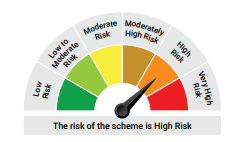 Low
Risk
Low to
Moderate
Risk
Moderate
Risk
Moderately
High Risk
High
Risk
Very High
Risk
The risk of the scheme is High Risk